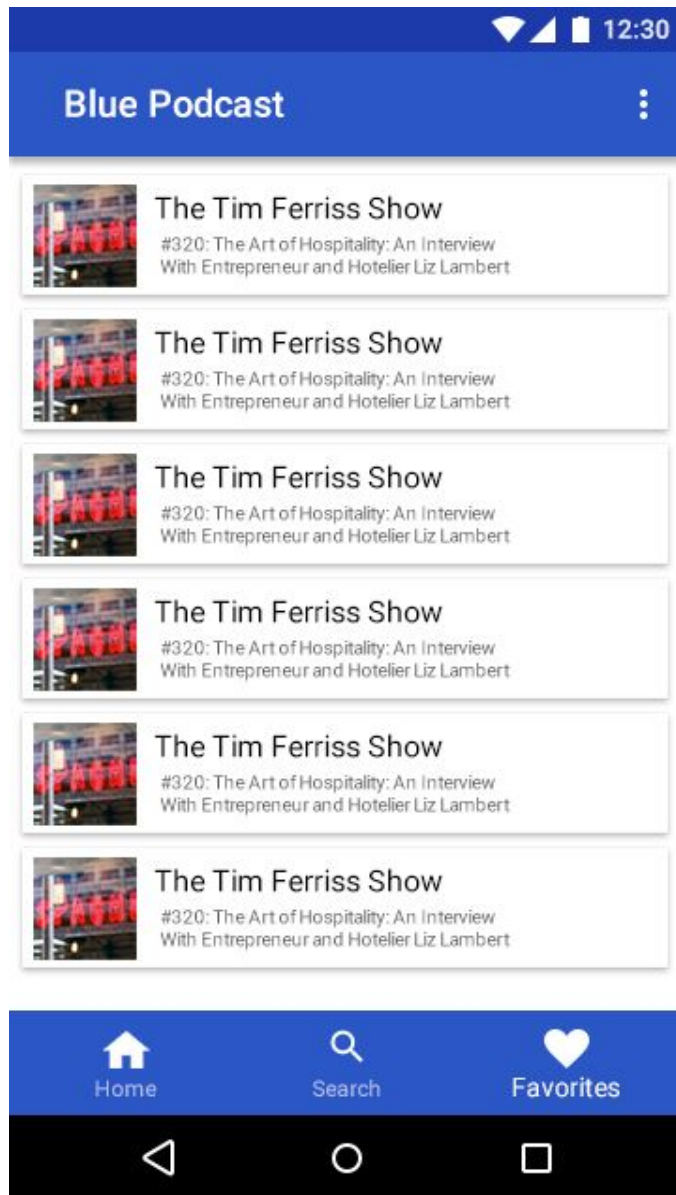 12:30
Blue Podcast
The Tim Ferriss Show
#320: The Art of Hospitality: An Interview
With Entrepreneur and Hotelier Liz Lambert
The Tim Ferriss Show
#320: The Art of Hospitality: An Interview
With Entrepreneur and Hotelier Liz Lambert
The Tim Ferriss Show
#320: The Art of Hospitality: An Interview
With Entrepreneur and Hotelier Liz Lambert
The Tim Ferriss Show
#320: The Art of Hospitality: An Interview
With Entrepreneur and Hotelier Liz Lambert
The Tim Ferriss Show
#320: The Art of Hospitality: An Interview
With Entrepreneur and Hotelier Liz Lambert
The Tim Ferriss Show
#320: The Art of Hospitality: An Interview
With Entrepreneur and Hotelier Liz Lambert
Home
Search
Favorites